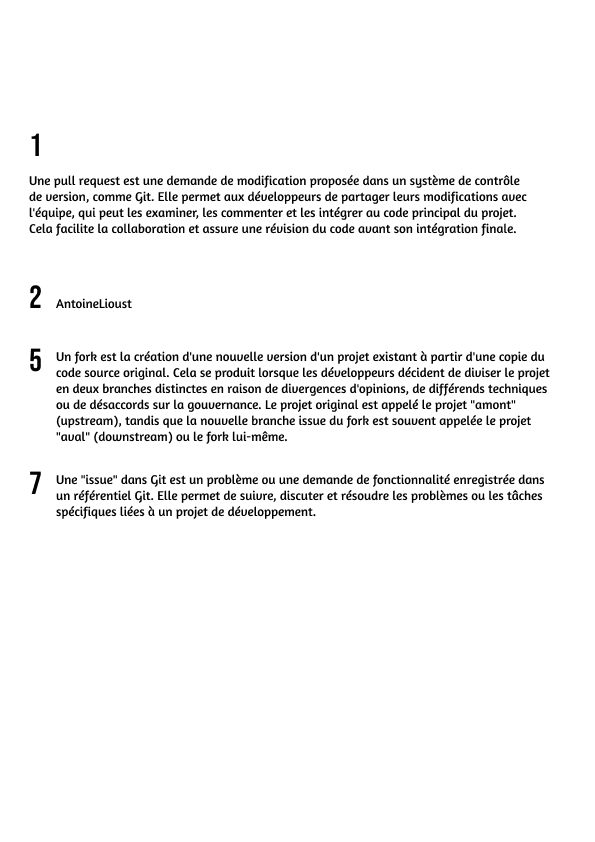 1
Une pull request est une demande de modification proposée dans un système de contrôle
de version, comme Git. Elle permet aux développeurs de partager leurs modifications avec
l'équipe, qui peut les examiner, les commenter et les intégrer au code principal du projet.
Cela facilite la collaboration et assure une révision du code avant son intégration finale.
2 AntoineLioust
5 Un fork est la création d'une nouvelle version d'un projet existant à partir d'une copie du
code source original. Cela se produit lorsque les développeurs décident de diviser le projet
en deux branches distinctes en raison de divergences d'opinions, de différends techniques
ou de désaccords sur la gouvernance. Le projet original est appelé le projet "amont"
(upstream), tandis que la nouvelle branche issue du fork est souvent appelée le projet
"aval" (downstream) ou le fork lui-même.
7 Une "issue" dans Git est un problème ou une demande de fonctionnalité enregistrée dans
un référentiel Git. Elle permet de suivre, discuter et résoudre les problèmes ou les tâches
spécifiques liées à un projet de développement.